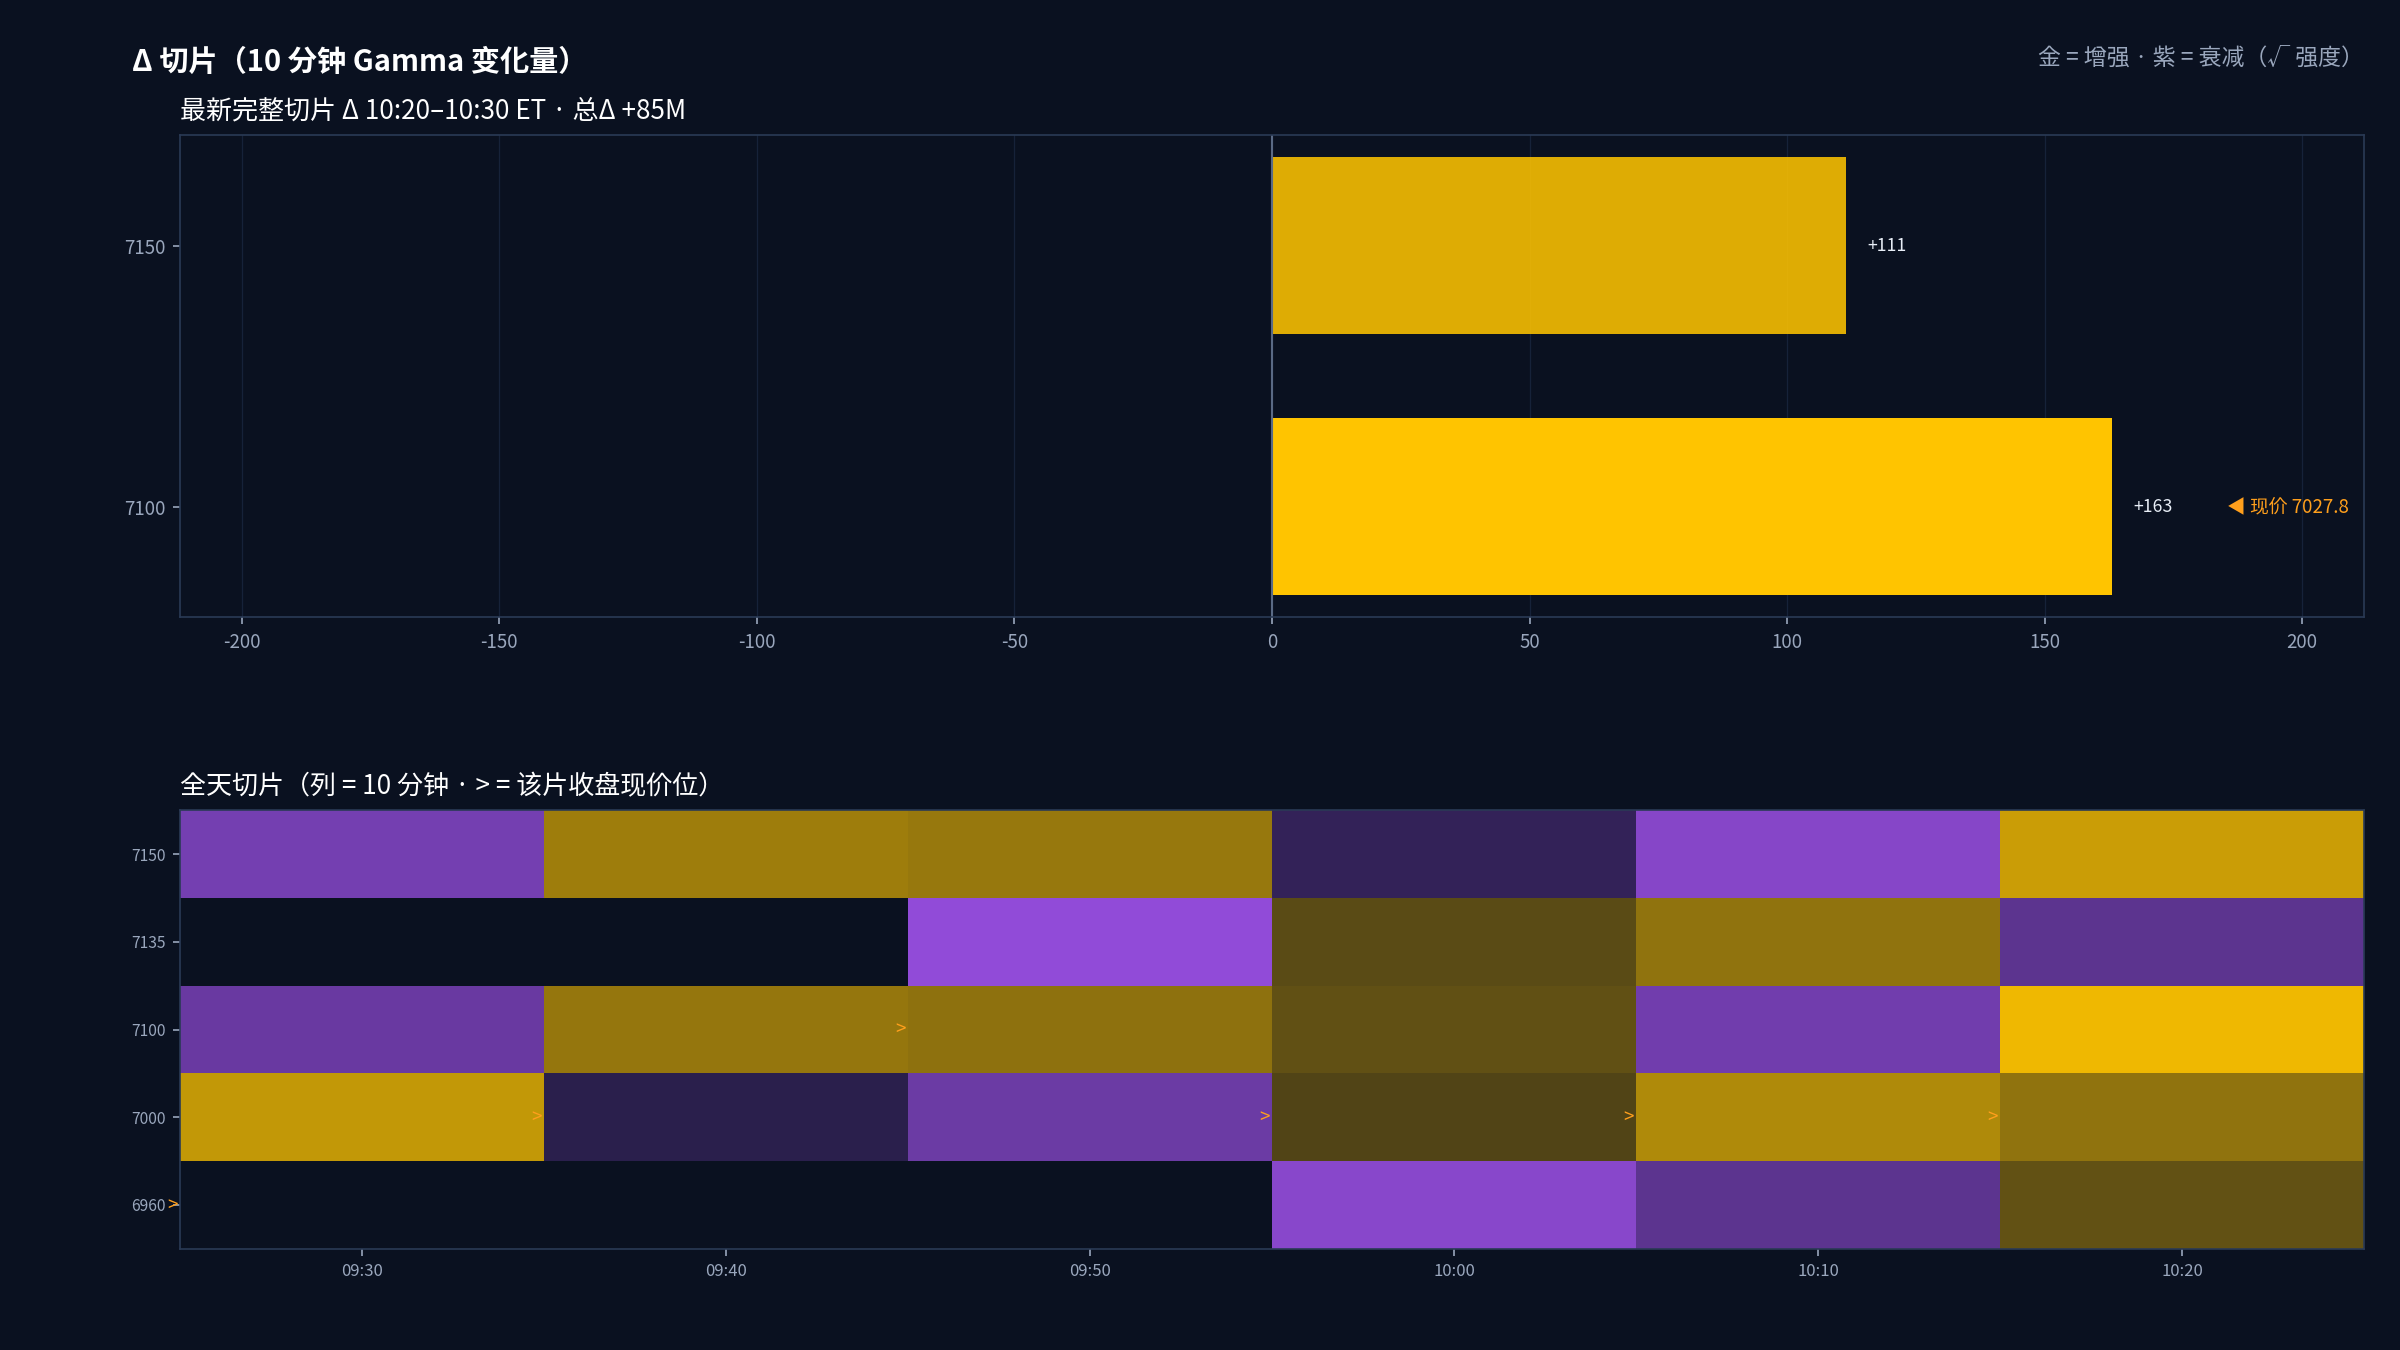 Δ 切片（10 分钟 Gamma 变化量）
金 = 增强 · 紫 = 衰减（√ 强度）
最新完整切片 Δ 10:20–10:30 ET · 总Δ +85M
7150
+111
7100
+163
◀ 现价 7027.8
-200 -150 -100 -50 0 50 100 150 200
全天切片（列 = 10 分钟 · > = 该片收盘现价位）
7150
7135
7100
>
7000
> > > >
6960
>
09:30 09:40 09:50 10:00 10:10 10:20